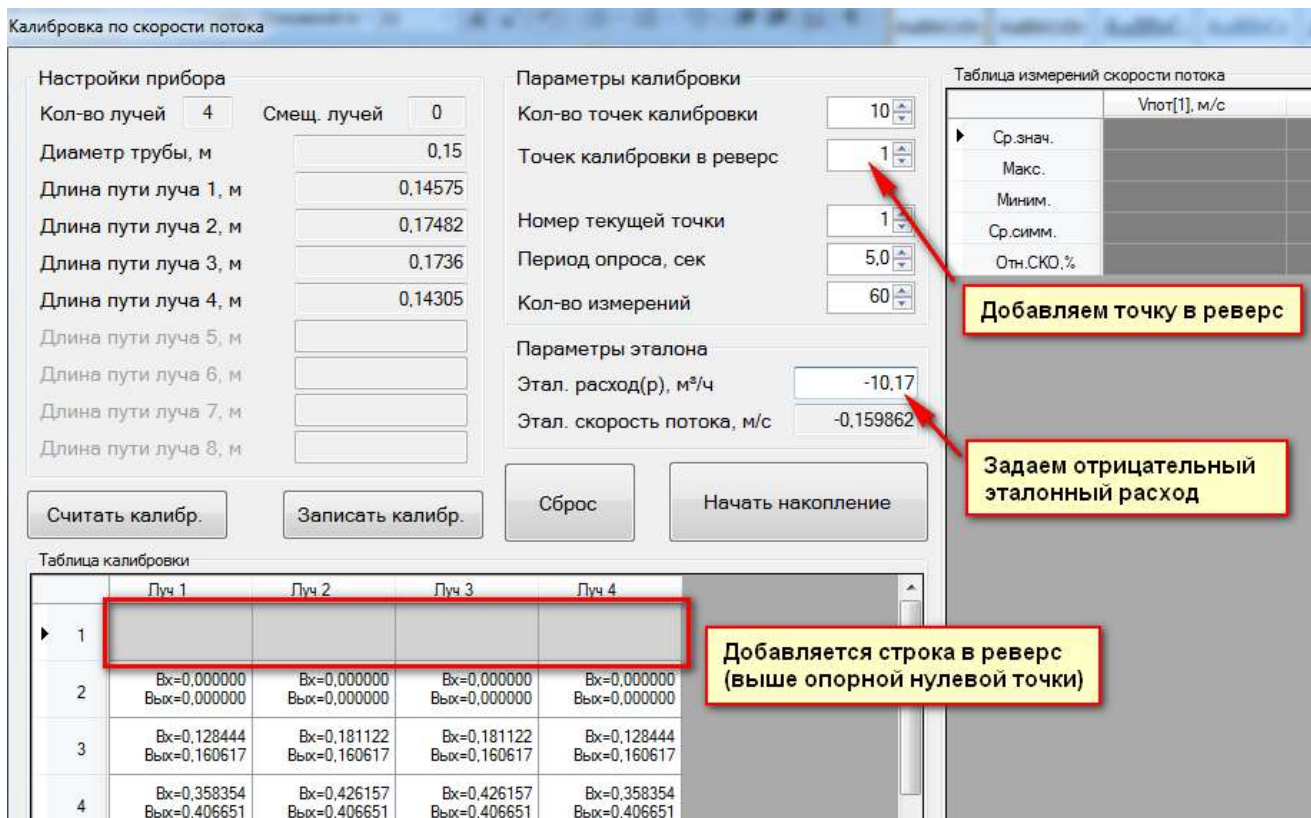 Калибровка по скорости потока
Настройки прибора
Кол-во лучей 4 Смещ. лучей 0
Диаметр трубы, м 0,15
Длина пути луча 1, м 0,14575
Длина пути луча 2, м 0,17482
Длина пути луча 3, м 0,1736
Длина пути луча 4, м 0,14305
Длина пути луча 5, м
Длина пути луча 6, м
Длина пути луча 7, м
Длина пути луча 8, м
Считать калибр. Записать калибр.
Параметры калибровки
Кол-во точек калибровки 10
Точек калибровки в реверс 1
Номер текущей точки 1
Период опроса, сек 5,0
Кол-во измерений 60
Параметры эталона
Этал. расход(р), м³/ч -10,17
Этал. скорость потока, м/с -0,159862
Сброс Начать накопление
Таблица измерений скорости потока
Vпот[1], м/с
Ср.знач.
Макс.
Миним.
Ср.симм.
Отн.СКО,%
Добавляем точку в реверс
Задаем отрицательный
эталонный расход
Таблица калибровки
Луч 1 Луч 2 Луч 3 Луч 4
1
Добавляется строка в реверс
(выше опорной нулевой точки)
2
Вх=0,000000 Вх=0,000000 Вх=0,000000 Вх=0,000000
Вых=0,000000 Вых=0,000000 Вых=0,000000 Вых=0,000000
3
Вх=0,128444 Вх=0,181122 Вх=0,181122 Вх=0,128444
Вых=0,160617 Вых=0,160617 Вых=0,160617 Вых=0,160617
4
Вх=0,358354 Вх=0,426157 Вх=0,426157 Вх=0,358354
Вых=0,406651 Вых=0,406651 Вых=0,406651 Вых=0,406651